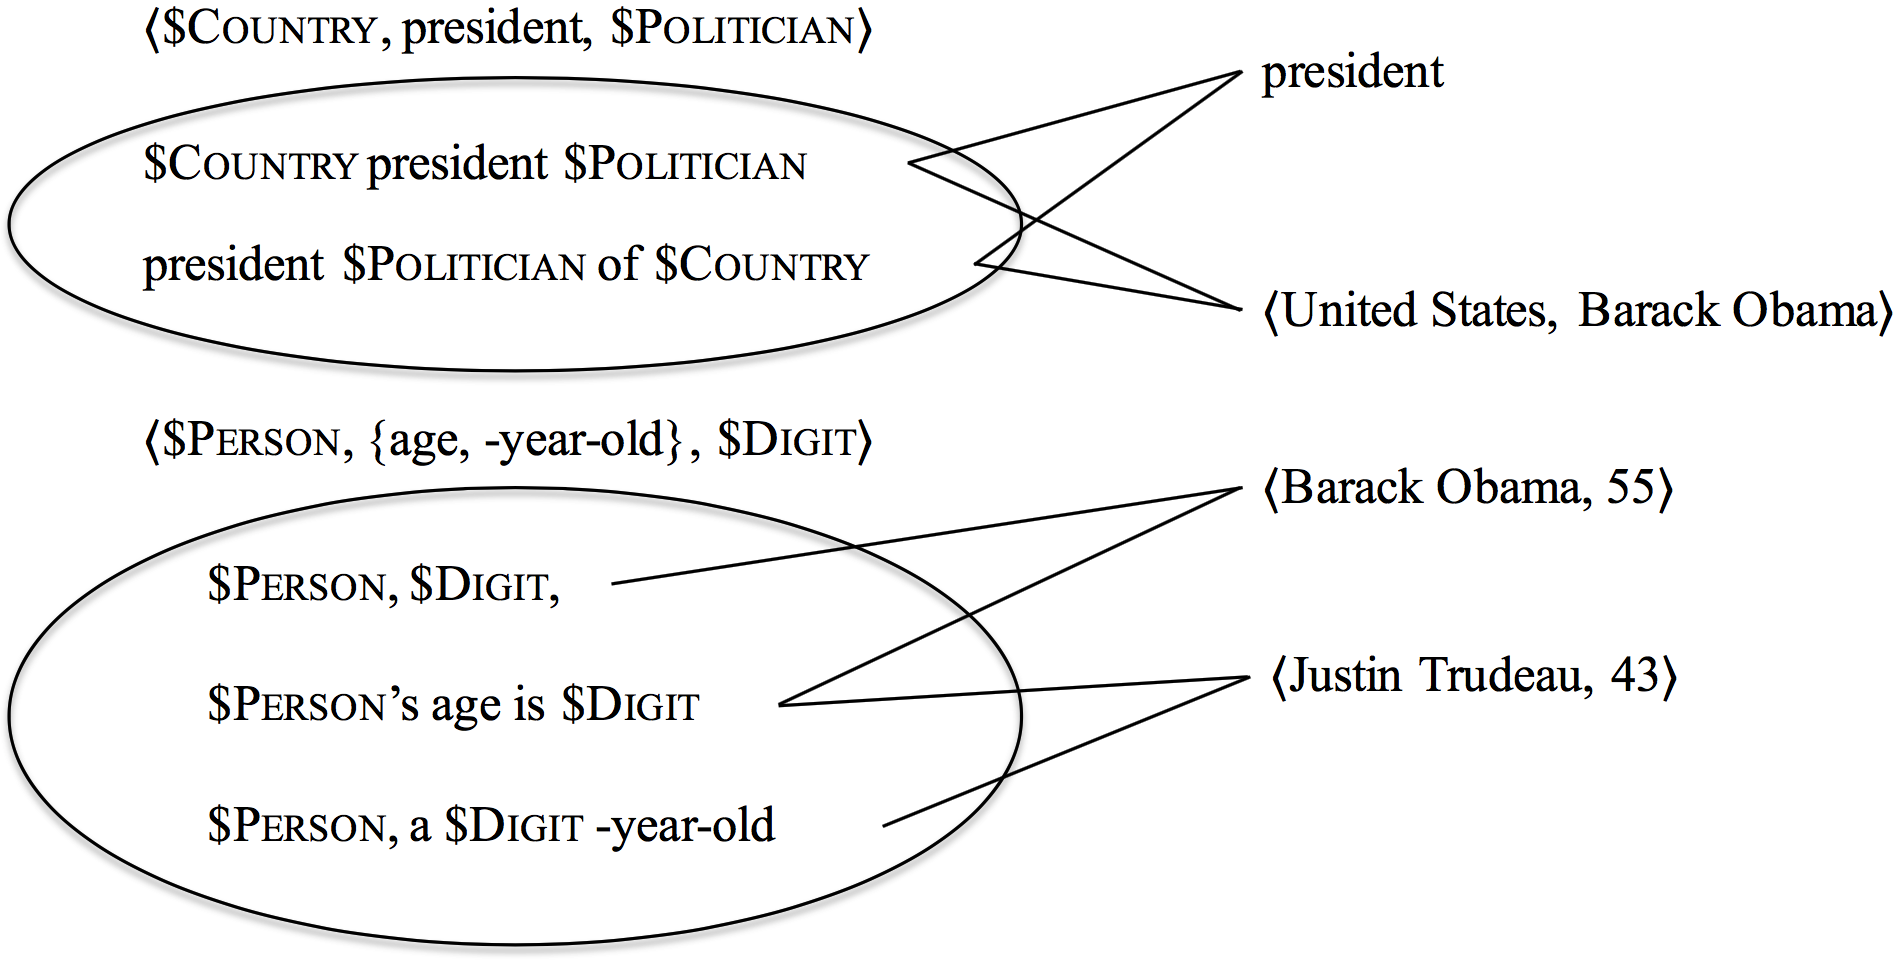 ⟨$COUNTRY, president, $POLITICIAN⟩
$COUNTRY president $POLITICIAN
president $POLITICIAN of $COUNTRY
president
⟨United States, Barack Obama⟩
⟨$PERSON, {age, -year-old}, $DIGIT⟩
$PERSON, $DIGIT,
$PERSON’s age is $DIGIT
$PERSON, a $DIGIT -year-old
⟨Barack Obama, 55⟩
⟨Justin Trudeau, 43⟩